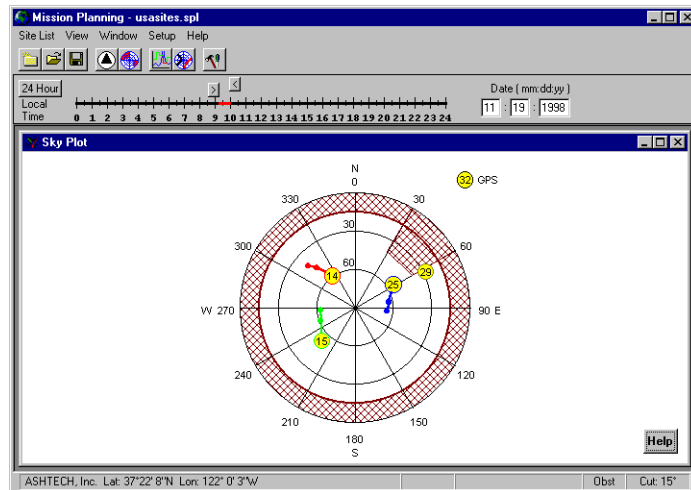 Mission Planning - usasites.spl
Site List View Window Setup Help
24 Hour
Local
Time
> <
0 1 2 3 4 5 6 7 8 9 10 11 12 13 14 15 16 17 18 19 20 21 22 23 24
Date ( mm:dd:yy )
11 : 19 : 1998
Sky Plot
N
0
32 GPS
330 30
30
300 60
60
14 29
25
W 270 90 E
15
240 120
210 150
180
S
Help
ASHTECH, Inc. Lat: 37°22' 8"N Lon: 122° 0' 3"W Obst Cut: 15°